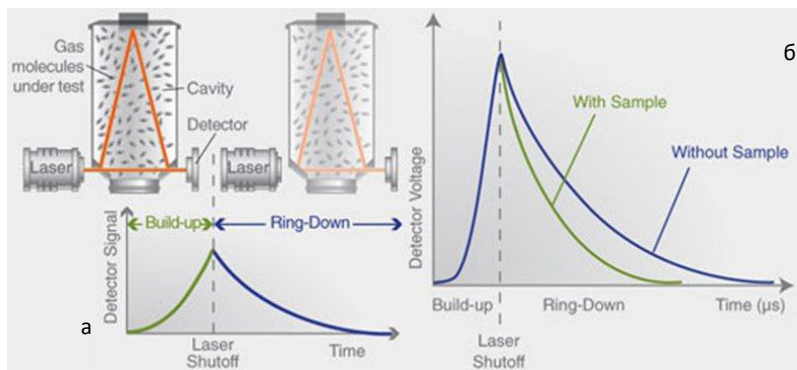 Gas
molecules
under test
Cavity
Detector
Laser
Laser
Build-up
Ring-Down
Detector Signal
а
Laser
Shutoff
Time
б
With Sample
Without Sample
Detector Voltage
Build-up
Ring-Down
Time (µs)
Laser
Shutoff